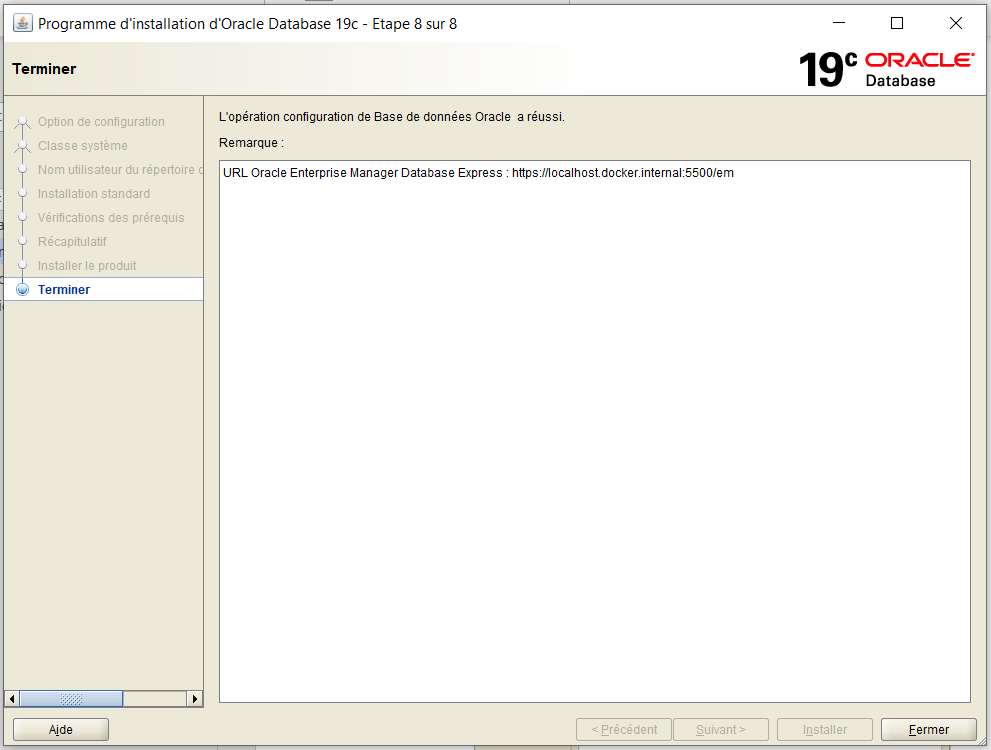 Programme d'installation d'Oracle Database 19c - Etape 8 sur 8
Terminer
19c ORACLE
Database
Option de configuration
Classe système
Nom utilisateur du répertoire
Installation standard
Vérifications des prérequis
Récapitulatif
Installer le produit
Terminer
L'opération configuration de Base de données Oracle  a réussi.
Remarque :
URL Oracle Enterprise Manager Database Express : https://localhost.docker.internal:5500/em
Aide
< Précédent
Suivant >
Installer
Fermer